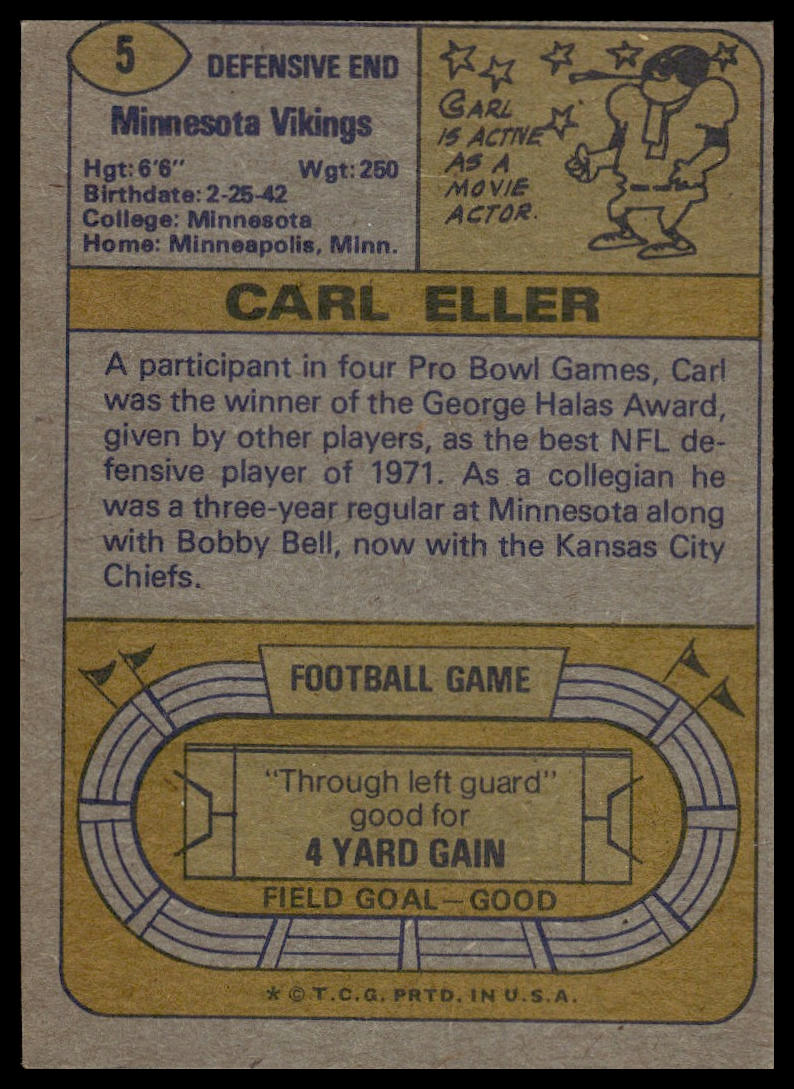 5
DEFENSIVE END
Minnesota Vikings
Hgt: 6'6" Wgt: 250
Birthdate: 2-25-42
College: Minnesota
Home: Minneapolis, Minn.
CARL
IS ACTIVE
AS A
MOVIE
ACTOR.
CARL ELLER
A participant in four Pro Bowl Games, Carl
was the winner of the George Halas Award,
given by other players, as the best NFL de-
fensive player of 1971. As a collegian he
was a three-year regular at Minnesota along
with Bobby Bell, now with the Kansas City
Chiefs.
FOOTBALL GAME
"Through left guard"
good for
4 YARD GAIN
FIELD GOAL—GOOD
* © T.C.G. PRTD. IN U.S.A.